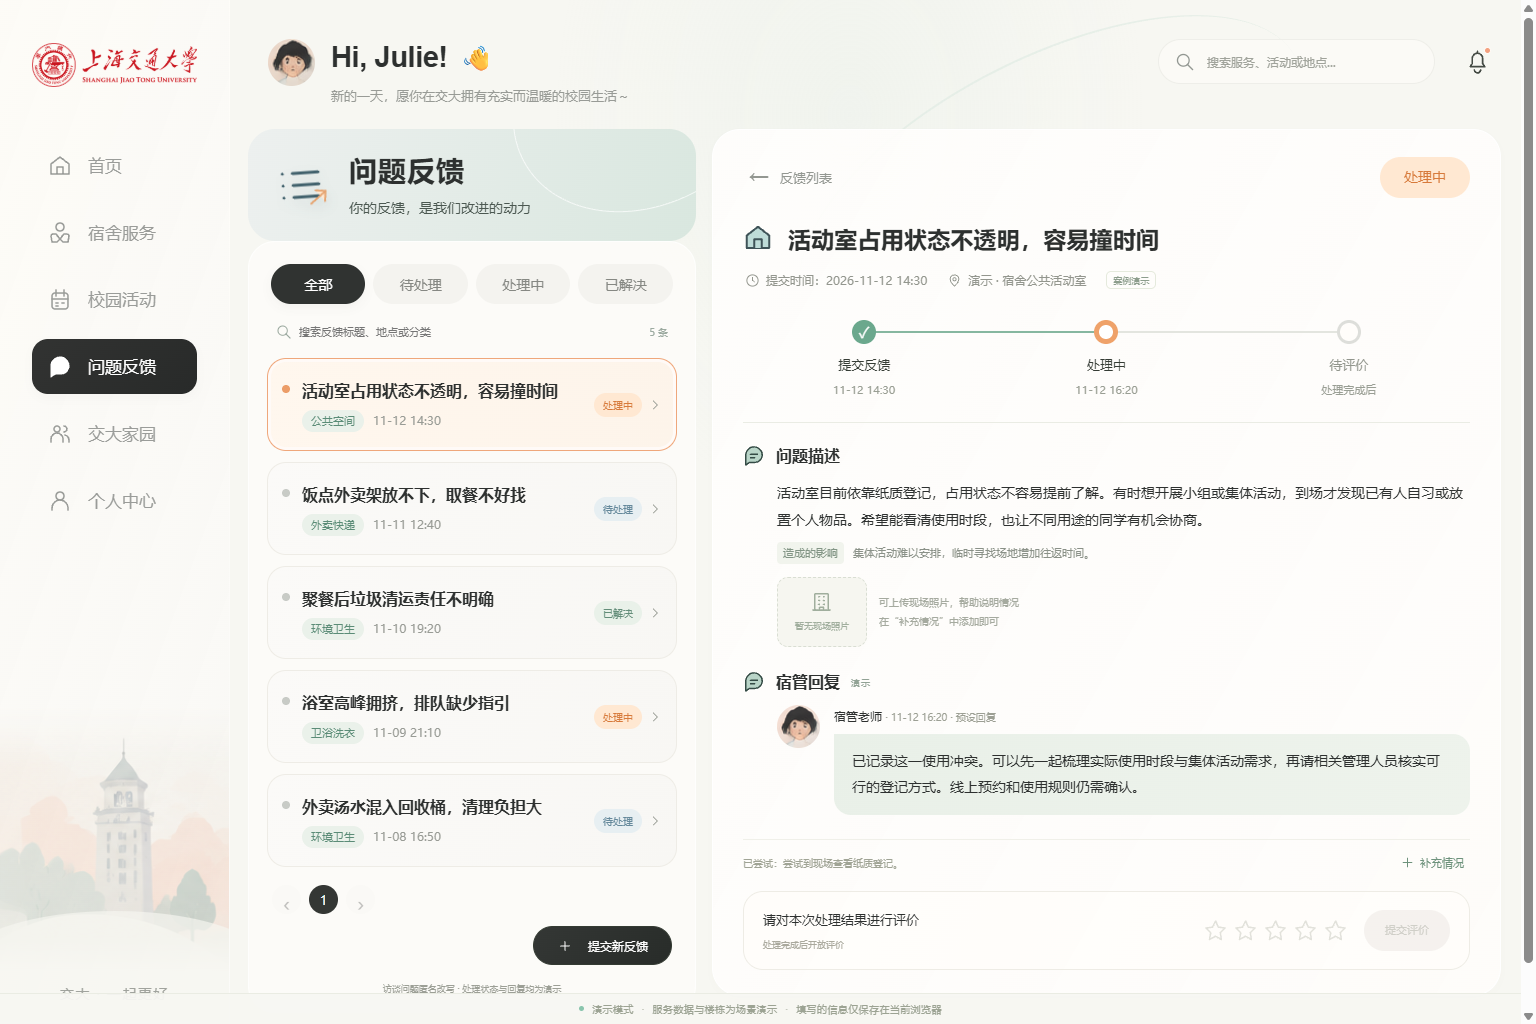 上海交通大学
SHANGHAI JIAO TONG UNIVERSITY
首页
宿舍服务
校园活动
问题反馈
交大家园
个人中心
Hi, Julie! 👋
新的一天，愿你在交大拥有充实而温暖的校园生活～
搜索服务、活动或地点...
问题反馈
你的反馈，是我们改进的动力
全部 待处理 处理中 已解决
搜索反馈标题、地点或分类 5 条
活动室占用状态不透明，容易撞时间
公共空间 11-12 14:30 处理中
饭点外卖架放不下，取餐不好找
外卖快递 11-11 12:40 待处理
聚餐后垃圾清运责任不明确
环境卫生 11-10 19:20 已解决
浴室高峰拥挤，排队缺少指引
卫浴洗衣 11-09 21:10 处理中
外卖汤水混入回收桶，清理负担大
环境卫生 11-08 16:50 待处理
‹ 1 ›
＋ 提交新反馈
访谈问题匿名改写 · 处理状态与回复均为演示
← 反馈列表 处理中
活动室占用状态不透明，容易撞时间
提交时间：2026-11-12 14:30 演示 · 宿舍公共活动室 案例演示
提交反馈 处理中 待评价
11-12 14:30 11-12 16:20 处理完成后
问题描述
活动室目前依靠纸质登记，占用状态不容易提前了解。有时想开展小组或集体活动，到场才发现已有人自习或放
置个人物品。希望能看清使用时段，也让不同用途的同学有机会协商。
造成的影响 集体活动难以安排，临时寻找场地增加往返时间。
暂无现场照片
可上传现场照片，帮助说明情况
在“补充情况”中添加即可
宿管回复 演示
宿管老师 · 11-12 16:20 · 预设回复
已记录这一使用冲突。可以先一起梳理实际使用时段与集体活动需求，再请相关管理人员核实可
行的登记方式。线上预约和使用规则仍需确认。
已尝试：尝试到现场查看纸质登记。 ＋ 补充情况
请对本次处理结果进行评价
处理完成后开放评价
提交评价
演示模式 · 服务数据与楼栋为场景演示 · 填写的信息仅保存在当前浏览器